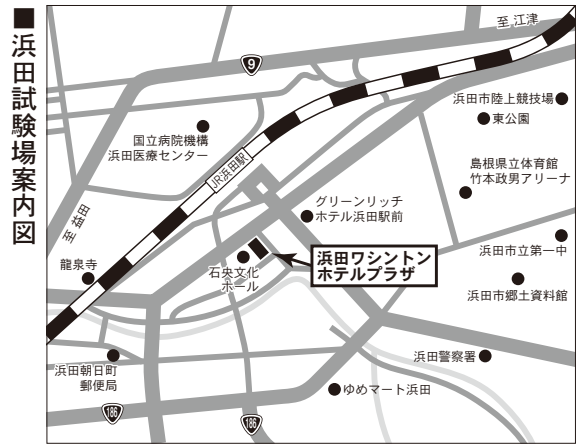 ■浜田試験場案内図
至 江津
9
浜田市陸上競技場
東公園
国立病院機構
浜田医療センター
JR浜田駅
島根県立体育館
竹本政男アリーナ
グリーンリッチ
ホテル浜田駅前
至 益田
浜田ワシントン
ホテルプラザ
浜田市立第一中
石央文化
ホール
龍泉寺
浜田市郷土資料館
浜田朝日町
郵便局
浜田警察署
ゆめマート浜田
186
186